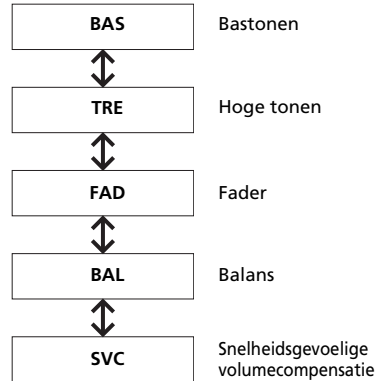 BAS Bastonen
TRE Hoge tonen
FAD Fader
BAL Balans
SVC Snelheidsgevoelige
volumecompensatie